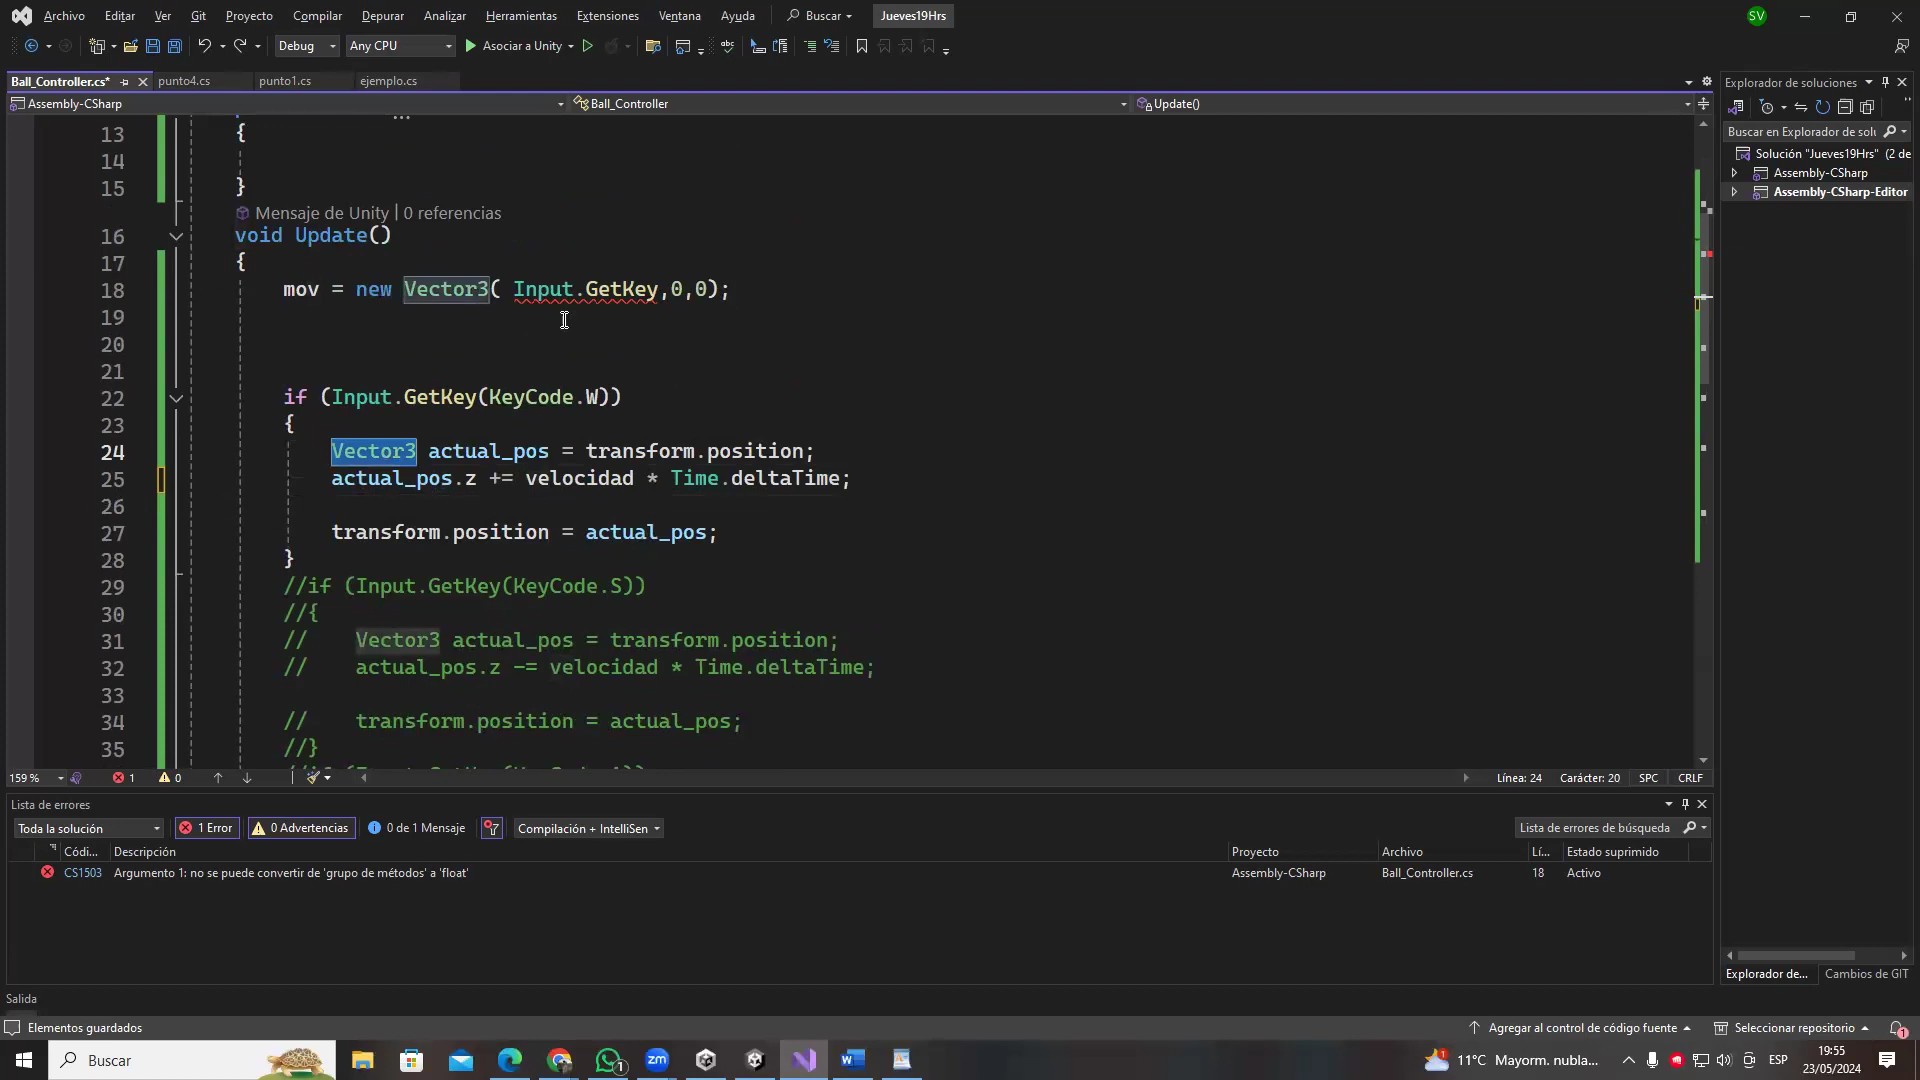 Archivo Editar Ver Git Proyecto Compilar Depurar Analizar Herramientas Extensiones Ventana Ayuda Buscar Jueves19Hrs SV
Debug Any CPU Asociar a Unity
Ball_Controller.cs* punto4.cs punto1.cs ejemplo.cs Explorador de soluciones
Assembly-CSharp Ball_Controller Update()
Buscar en Explorador de solu
Solución "Jueves19Hrs" (2 de
Assembly-CSharp
Assembly-CSharp-Editor
...
13 {
14
15 }
Mensaje de Unity | 0 referencias
16 void Update()
17 {
18 mov = new Vector3( Input.GetKey,0,0);
19
20
21
22 if (Input.GetKey(KeyCode.W))
23 {
24 Vector3 actual_pos = transform.position;
25 actual_pos.z += velocidad * Time.deltaTime;
26
27 transform.position = actual_pos;
28 }
29 //if (Input.GetKey(KeyCode.S))
30 //{
31 // Vector3 actual_pos = transform.position;
32 // actual_pos.z -= velocidad * Time.deltaTime;
33
34 // transform.position = actual_pos;
35 //}
159 % 1 0 Línea: 24 Carácter: 20 SPC CRLF
Lista de errores
Toda la solución 1 Error 0 Advertencias 0 de 1 Mensaje Compilación + IntelliSen Lista de errores de búsqueda
Códi... Descripción Proyecto Archivo Lí... Estado suprimido
CS1503 Argumento 1: no se puede convertir de 'grupo de métodos' a 'float' Assembly-CSharp Ball_Controller.cs 18 Activo
Explorador de... Cambios de GIT
Salida
Elementos guardados Agregar al control de código fuente Seleccionar repositorio 1
Buscar 1 zm 11°C Mayorm. nubla... ESP 19:55
23/05/2024